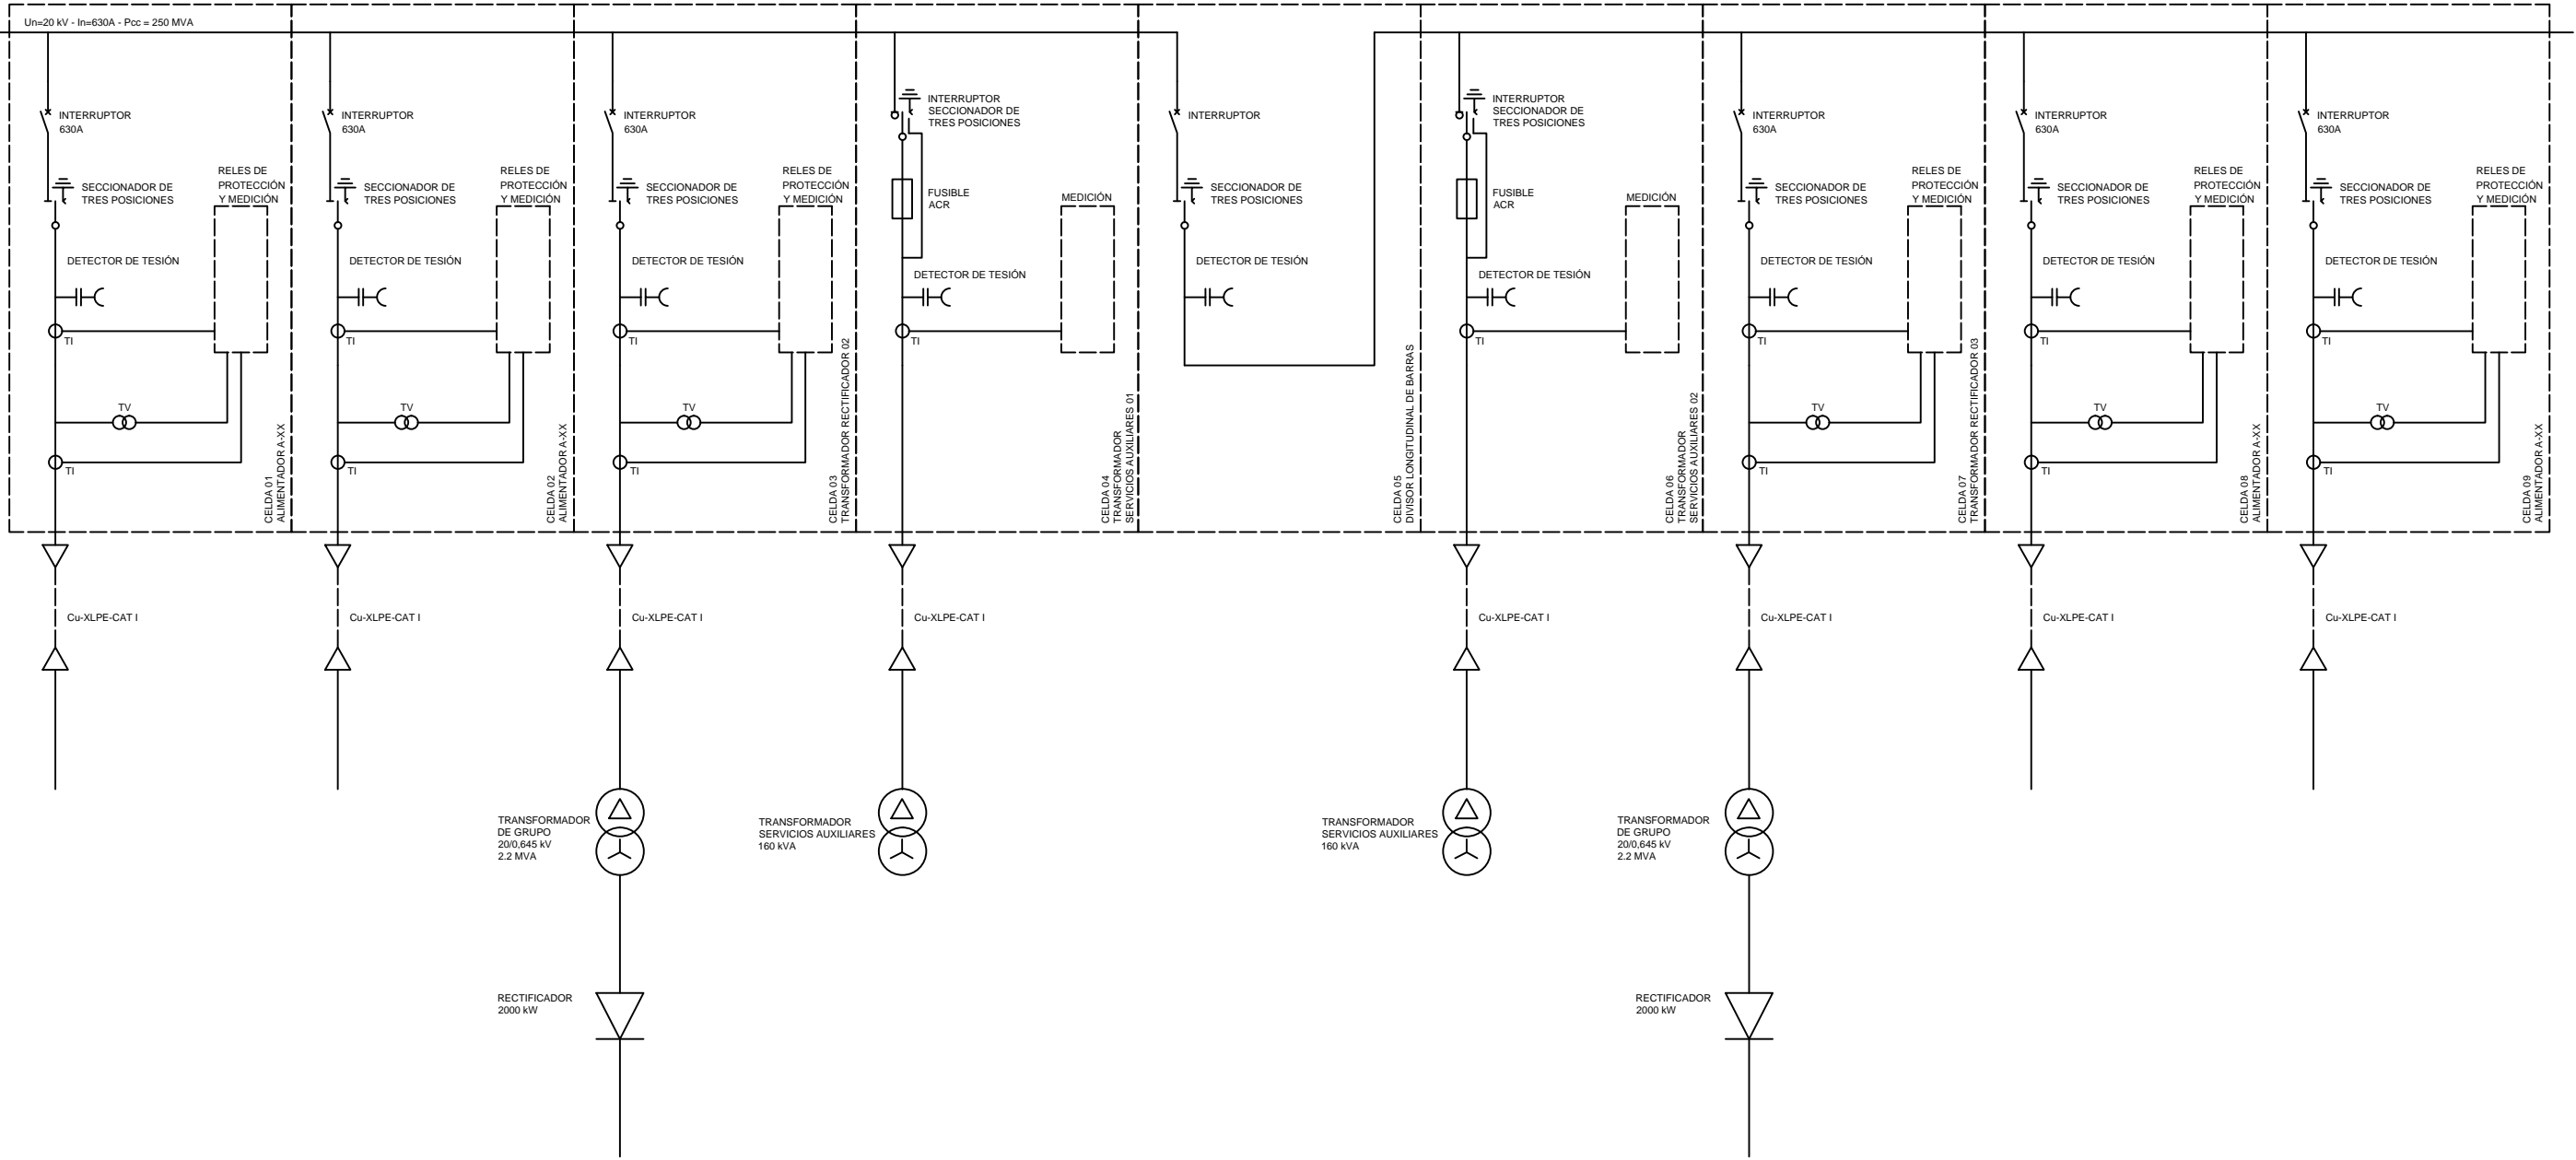 Un=20 kV - In=630A - Pcc = 250 MVA
INTERRUPTOR
630A
SECCIONADOR DE
TRES POSICIONES
RELES DE
PROTECCIÓN
Y MEDICIÓN
DETECTOR DE TESIÓN
TI
TV
TI
CELDA 01
ALIMENTADOR A-XX
INTERRUPTOR
630A
SECCIONADOR DE
TRES POSICIONES
RELES DE
PROTECCIÓN
Y MEDICIÓN
DETECTOR DE TESIÓN
TI
TV
TI
CELDA 02
ALIMENTADOR A-XX
INTERRUPTOR
630A
SECCIONADOR DE
TRES POSICIONES
RELES DE
PROTECCIÓN
Y MEDICIÓN
DETECTOR DE TESIÓN
TI
TV
TI
CELDA 03
TRANSFORMADOR RECTIFICADOR 02
INTERRUPTOR
SECCIONADOR DE
TRES POSICIONES
FUSIBLE
ACR
MEDICIÓN
DETECTOR DE TESIÓN
TI
CELDA 04
TRANSFORMADOR
SERVICIOS AUXILIARES 01
INTERRUPTOR
SECCIONADOR DE
TRES POSICIONES
DETECTOR DE TESIÓN
CELDA 05
DIVISOR LONGITUDINAL DE BARRAS
INTERRUPTOR
SECCIONADOR DE
TRES POSICIONES
FUSIBLE
ACR
MEDICIÓN
DETECTOR DE TESIÓN
TI
CELDA 06
TRANSFORMADOR
SERVICIOS AUXILIARES 02
INTERRUPTOR
630A
SECCIONADOR DE
TRES POSICIONES
RELES DE
PROTECCIÓN
Y MEDICIÓN
DETECTOR DE TESIÓN
TI
TV
TI
CELDA 07
TRANSFORMADOR RECTIFICADOR 03
INTERRUPTOR
630A
SECCIONADOR DE
TRES POSICIONES
RELES DE
PROTECCIÓN
Y MEDICIÓN
DETECTOR DE TESIÓN
TI
TV
TI
CELDA 08
ALIMENTADOR A-XX
INTERRUPTOR
630A
SECCIONADOR DE
TRES POSICIONES
RELES DE
PROTECCIÓN
Y MEDICIÓN
DETECTOR DE TESIÓN
TI
TV
TI
CELDA 09
ALIMENTADOR A-XX
Cu-XLPE-CAT I
Cu-XLPE-CAT I
Cu-XLPE-CAT I
Cu-XLPE-CAT I
Cu-XLPE-CAT I
Cu-XLPE-CAT I
Cu-XLPE-CAT I
Cu-XLPE-CAT I
TRANSFORMADOR
DE GRUPO
20/0,645 kV
2.2 MVA
TRANSFORMADOR
SERVICIOS AUXILIARES
160 kVA
TRANSFORMADOR
SERVICIOS AUXILIARES
160 kVA
TRANSFORMADOR
DE GRUPO
20/0,645 kV
2.2 MVA
RECTIFICADOR
2000 kW
RECTIFICADOR
2000 kW